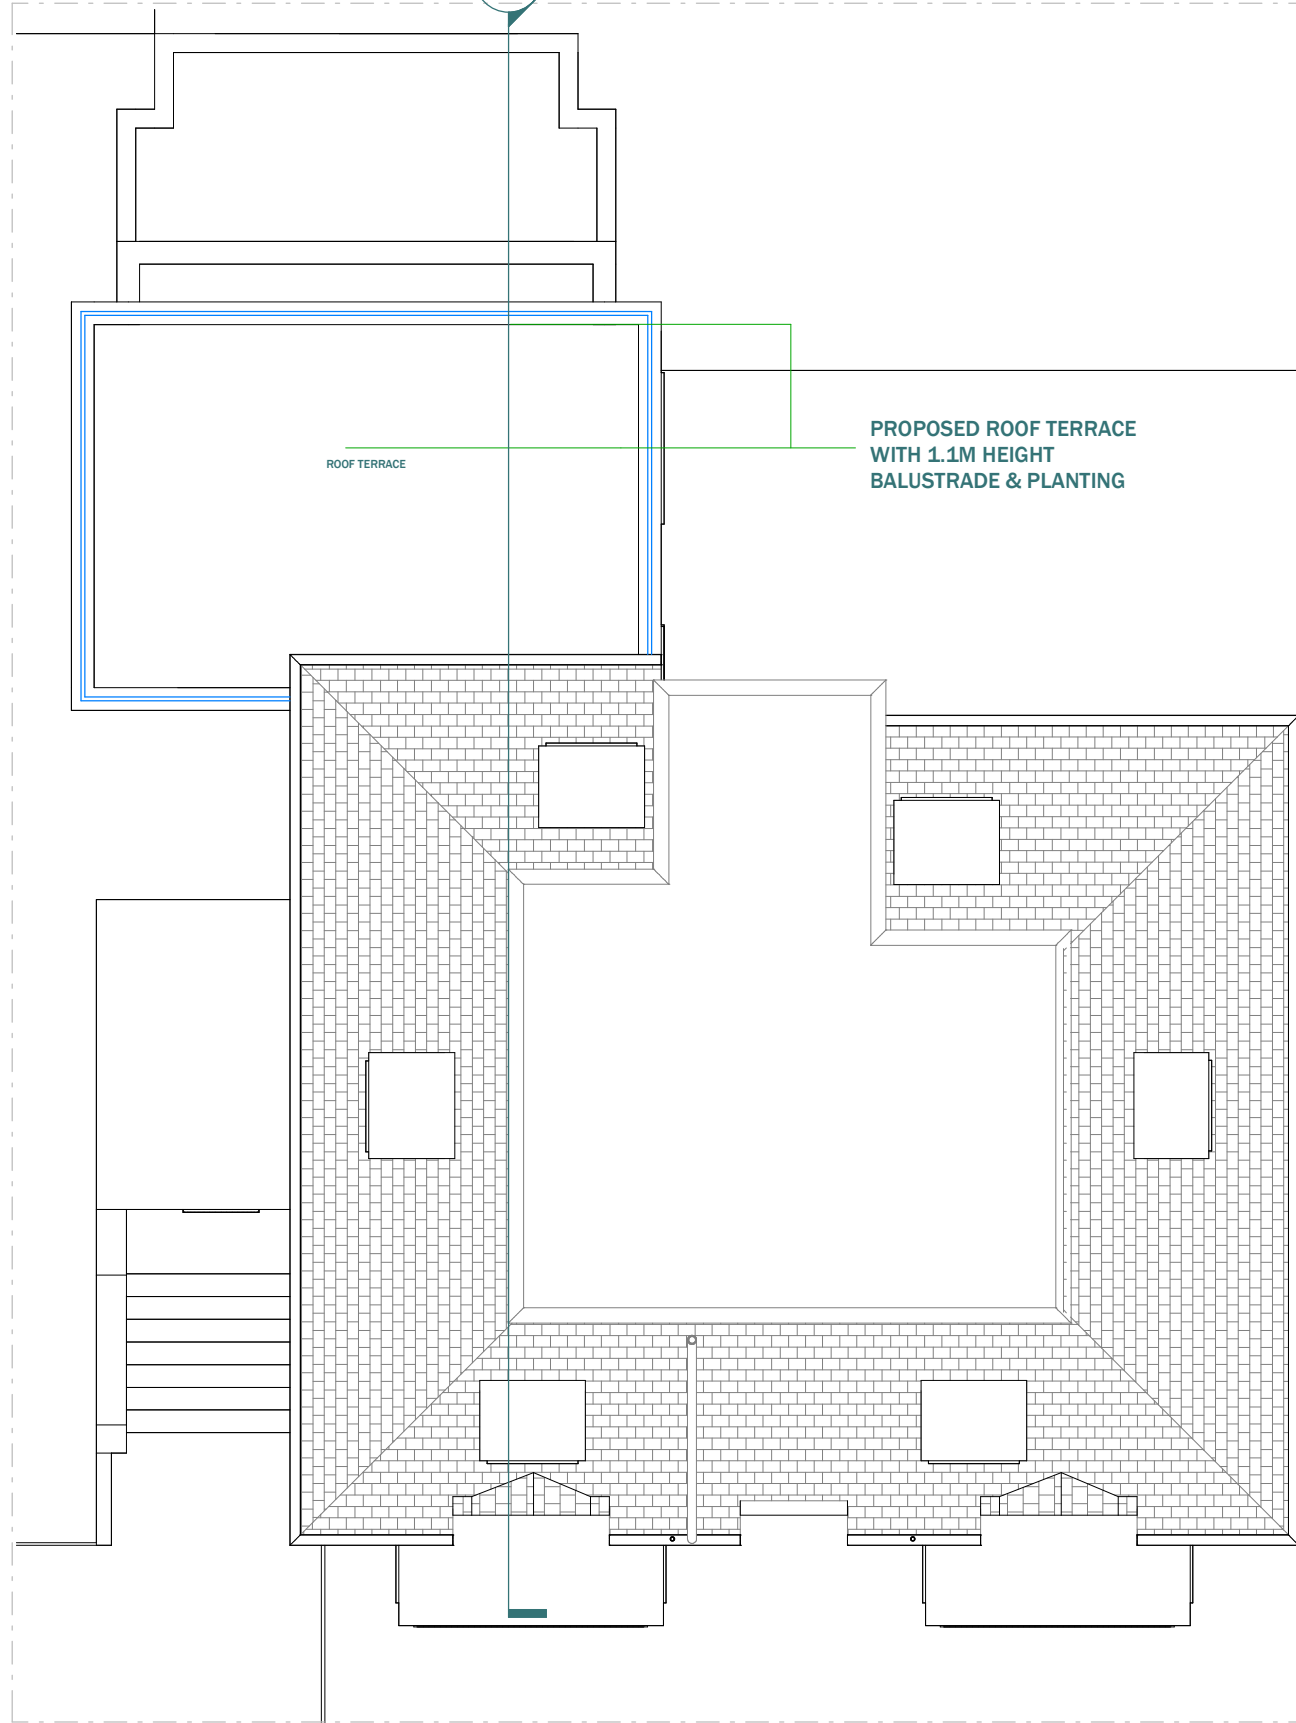 PROPOSED ROOF TERRACE
WITH 1.1M HEIGHT
BALUSTRADE & PLANTING
ROOF TERRACE